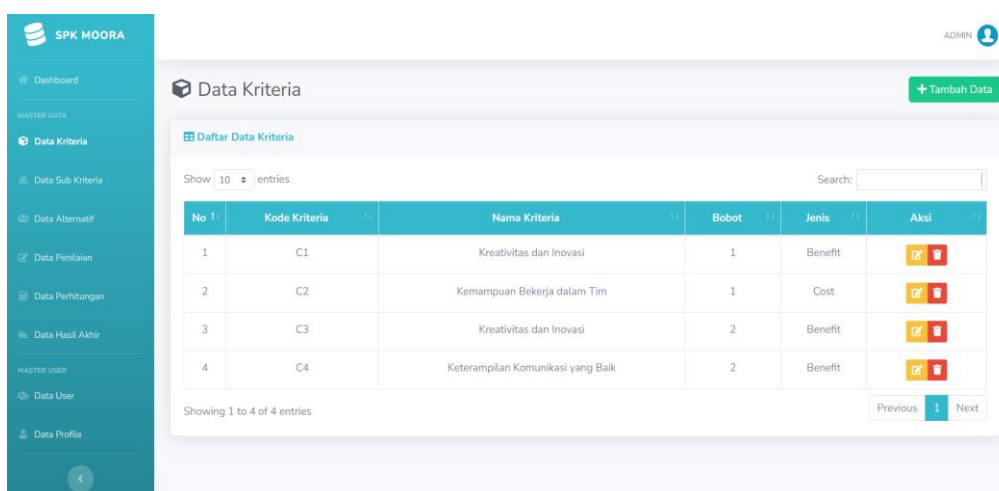 SPK MOORA
ADMIN
Dashboard
MASTER DATA
Data Kriteria
Data Sub Kriteria
Data Alternatif
Data Penilaian
Data Perhitungan
Data Hasil Akhir
MASTER USER
Data User
Data Profile
Data Kriteria
+ Tambah Data
Daftar Data Kriteria
Show 10 entries
Search:
No Kode Kriteria Nama Kriteria Bobot Jenis Aksi
1 C1 Kreativitas dan Inovasi 1 Benefit
2 C2 Kemampuan Bekerja dalam Tim 1 Cost
3 C3 Kreativitas dan Inovasi 2 Benefit
4 C4 Keterampilan Komunikasi yang Baik 2 Benefit
Showing 1 to 4 of 4 entries
Previous 1 Next